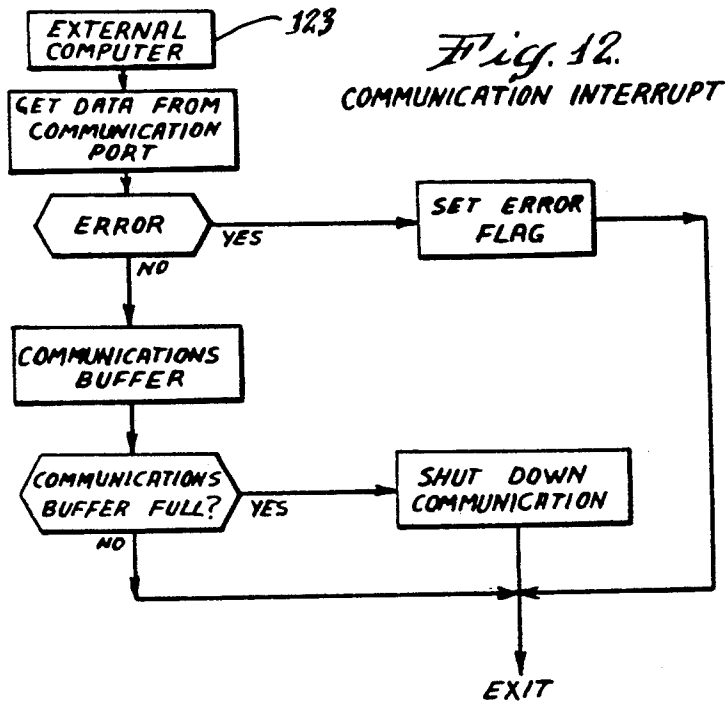 EXTERNAL
COMPUTER
123
Fig. 12.
COMMUNICATION INTERRUPT
GET DATA FROM
COMMUNICATION
PORT
ERROR
YES
NO
SET ERROR
FLAG
COMMUNICATIONS
BUFFER
COMMUNICATIONS
BUFFER FULL?
YES
NO
SHUT DOWN
COMMUNICATION
EXIT